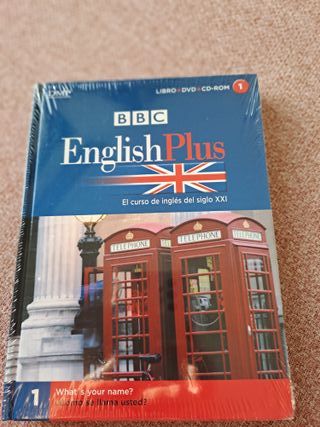 LIBRO+DVD+CD-ROM 1
BBC
EnglishPlus
El curso de inglés del siglo XXI
TELEPHONE
TELEPHONE
TELEPHONE
1 What's your name?
¿Cómo se llama usted?